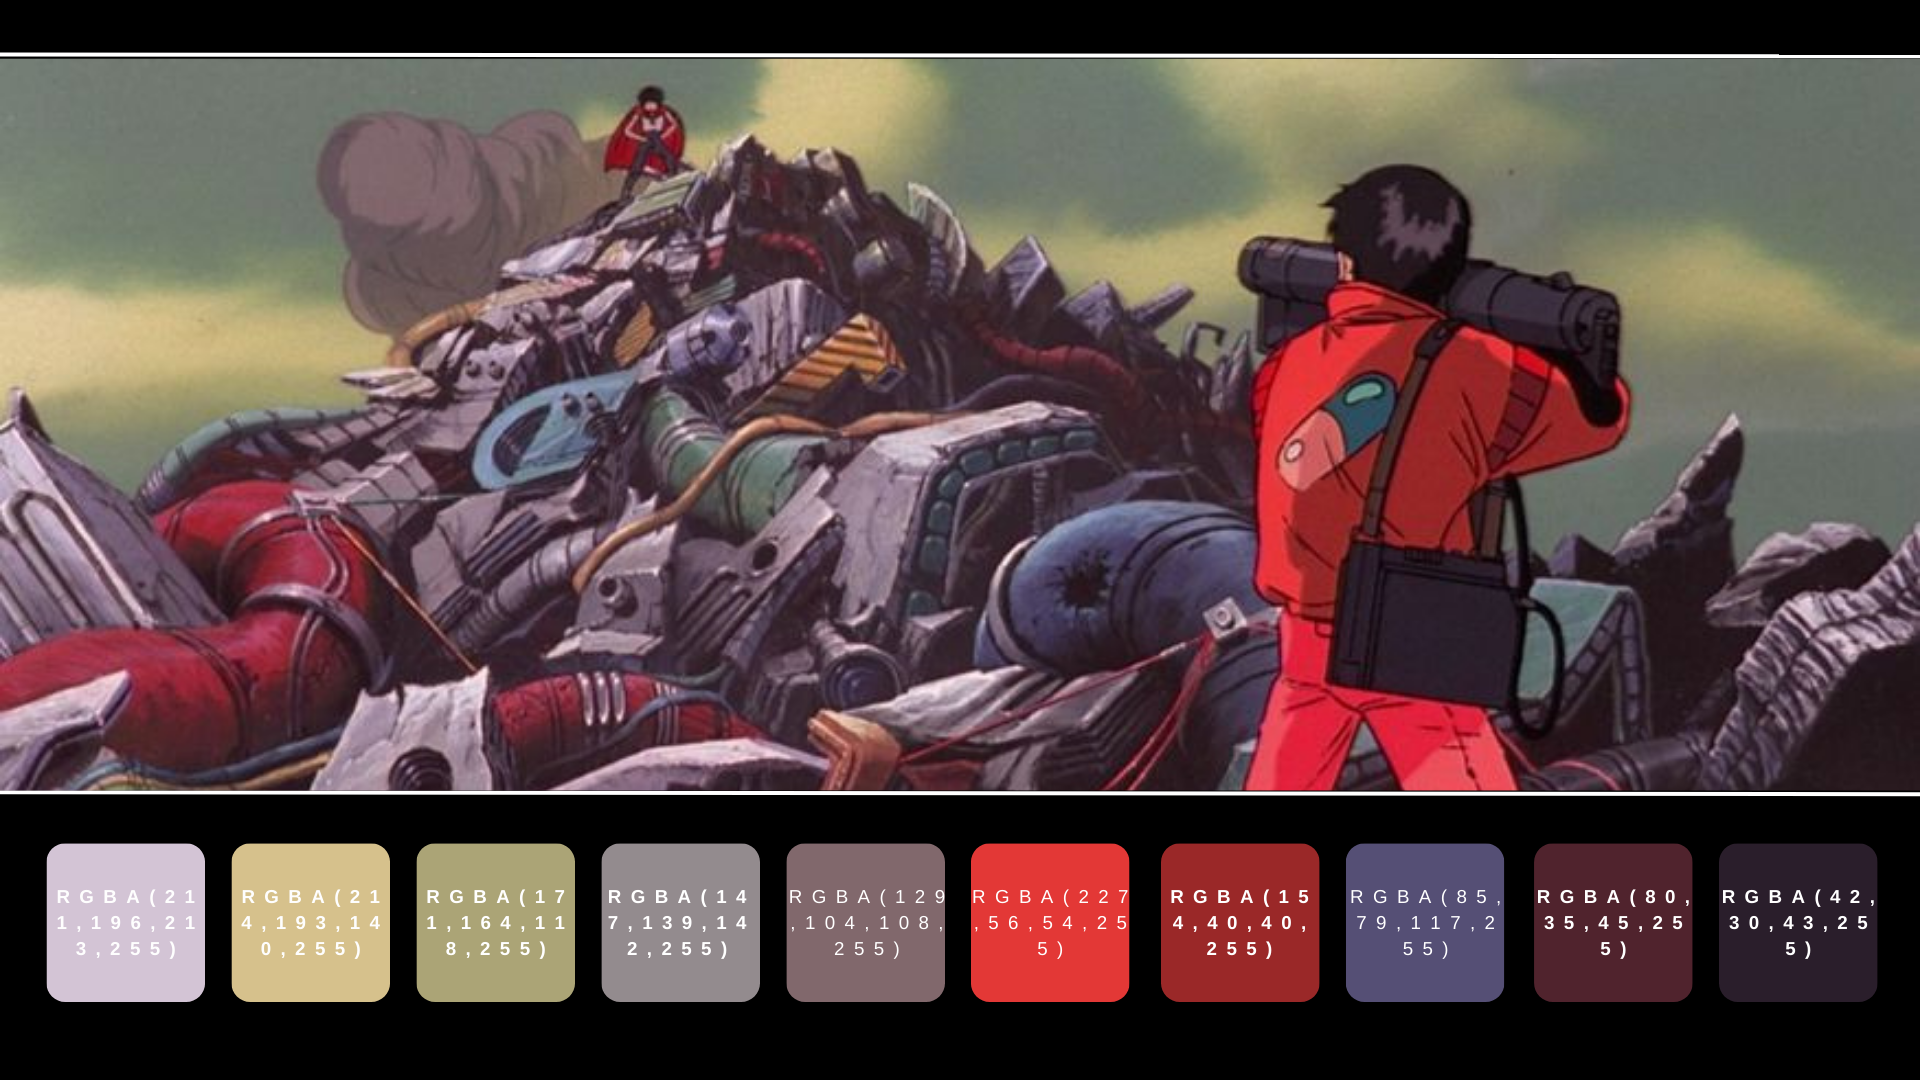 RGBA(21
1,196,21
3,255)
RGBA(21
4,193,14
0,255)
RGBA(17
1,164,11
8,255)
RGBA(14
7,139,14
2,255)
RGBA(129
,104,108,
255)
RGBA(227
,56,54,25
5)
RGBA(15
4,40,40,
255)
RGBA(85,
79,117,2
55)
RGBA(80,
35,45,25
5)
RGBA(42,
30,43,25
5)